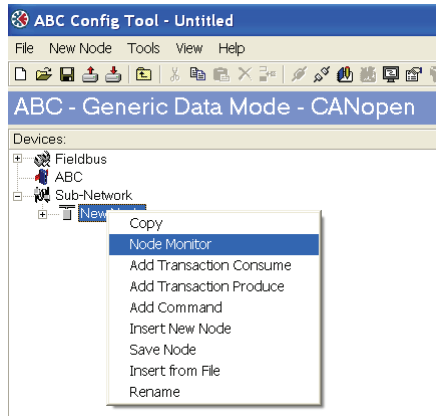 ABC Config Tool - Untitled
File New Node Tools View Help
ABC - Generic Data Mode - CANopen
Devices:
Fieldbus
ABC
Sub-Network
New
Copy
Node Monitor
Add Transaction Consume
Add Transaction Produce
Add Command
Insert New Node
Save Node
Insert from File
Rename